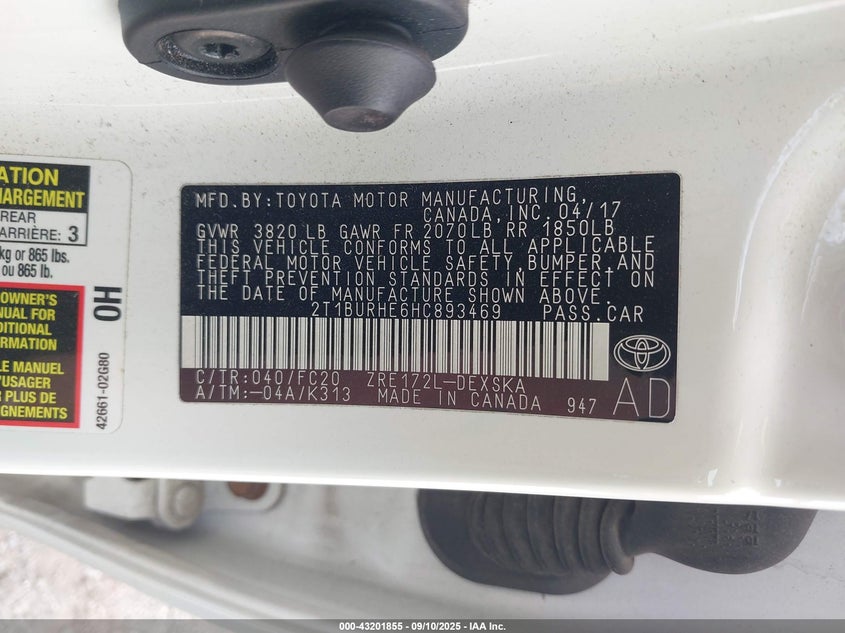 ATION
HARGEMENT
REAR
ARRIÈRE: 3
kg or 865 lbs.
ou 865 lb.
OWNER'S
NUAL FOR
DITIONAL
ORMATION
LE MANUEL
'USAGER
R PLUS DE
IGNEMENTS
OH
42661-02G80
MFD.BY:TOYOTA MOTOR MANUFACTURING,
CANADA, INC. 04/17
GVWR 3820 LB GAWR FR 2070LB RR 1850LB
THIS VEHICLE CONFORMS TO ALL APPLICABLE
FEDERAL MOTOR VEHICLE SAFETY, BUMPER,AND
THEFT PREVENTION STANDARDS IN EFFECT ON
THE DATE OF MANUFACTURE SHOWN ABOVE.
2T1BURHE6HC893469 PASS.CAR
C/TR:040/FC20 ZRE172L-DEXSKA
A/TM:-04A/K313 MADE IN CANADA 947
AD
000-43201855 - 09/10/2025 - IAA Inc.